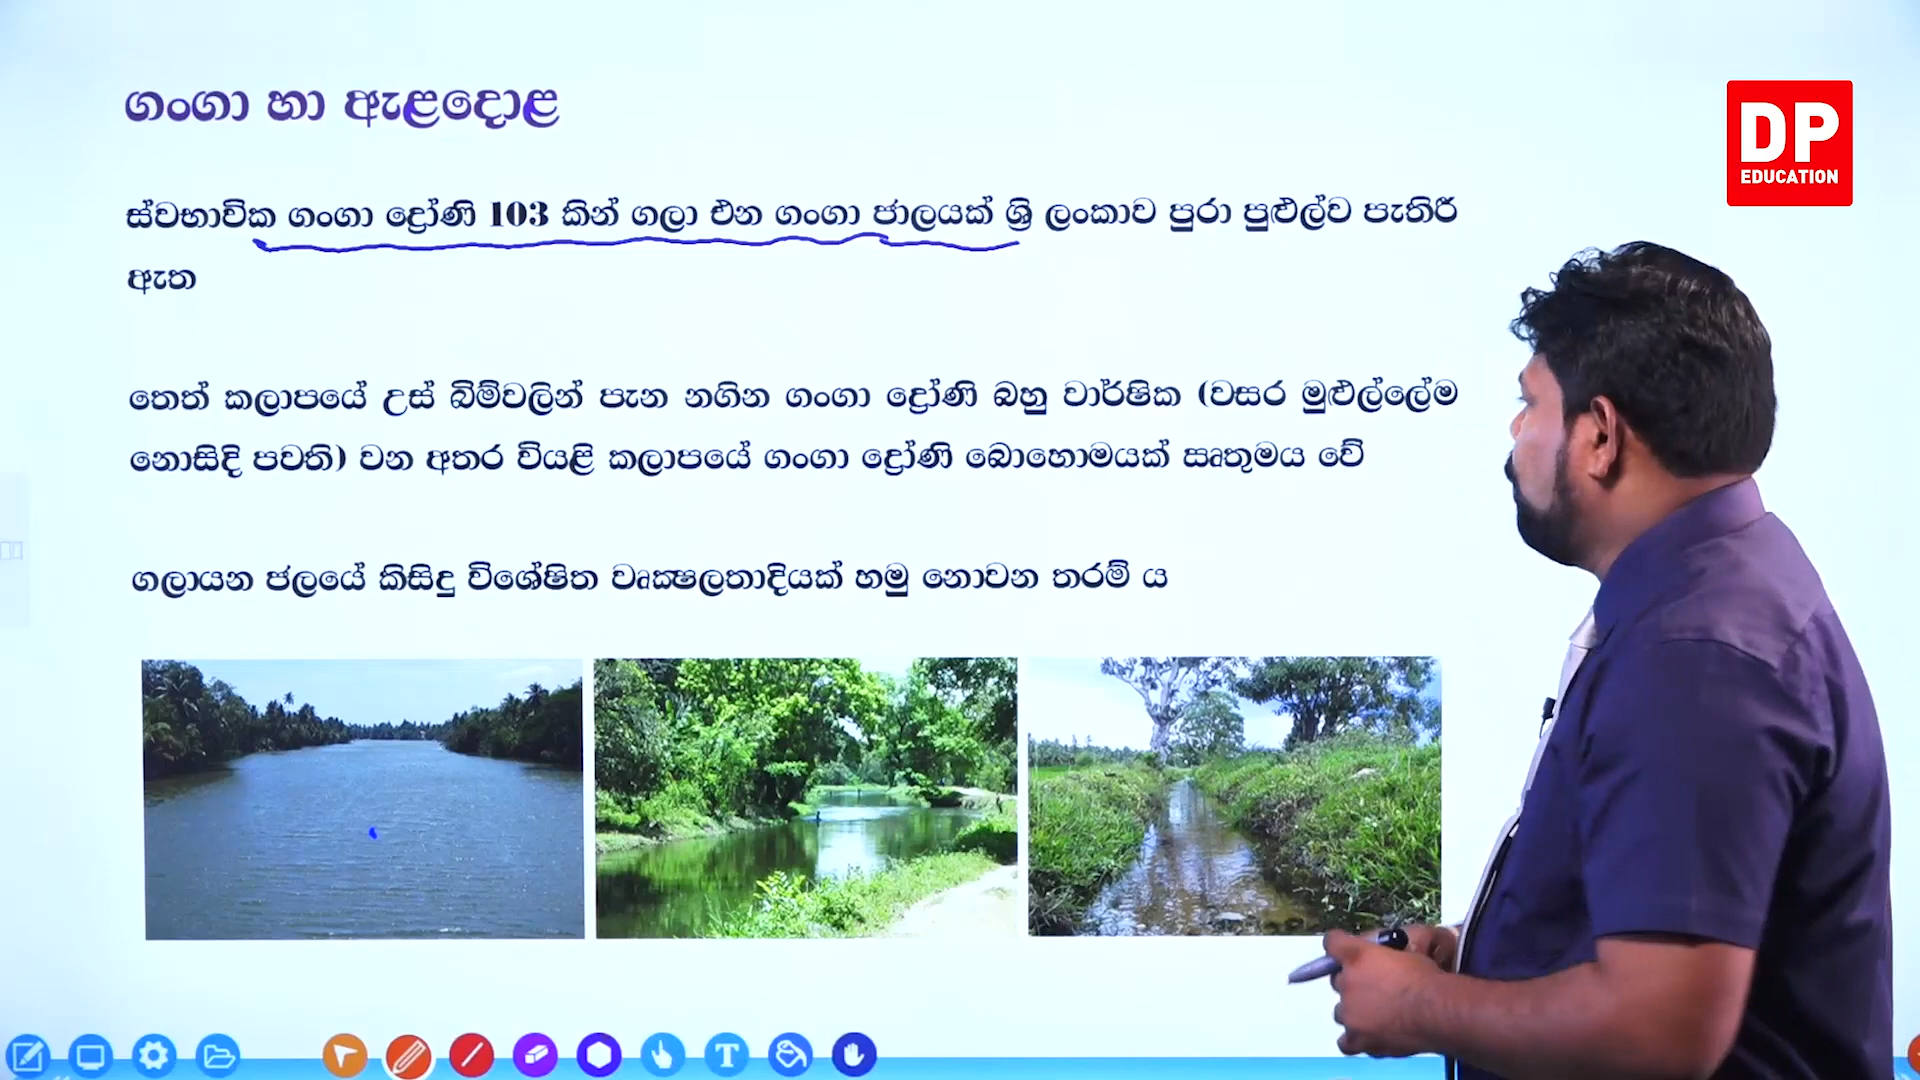 ගංගා හා ඇළදොළ
DP
EDUCATION
ස්වභාවික ගංගා ද්‍රෝණි 103 කින් ගලා එන ගංගා ජාලයක් ශ්‍රි ලංකාව පුරා පුළුල්ව පැතිරී
ඇත
තෙත් කලාපයේ උස් බිම්වලින් පැන නගින ගංගා ද්‍රෝණි බහු වාර්ෂික (වසර මුළුල්ලේම
නොසිදී පවතී) වන අතර වියළි කලාපයේ ගංගා ද්‍රෝණි බොහොමයක් සෘතුමය වේ
ගලායන ජලයේ කිසිදු විශේෂිත වෘක්‍ෂලතාදියක් හමු නොවන තරම් ය